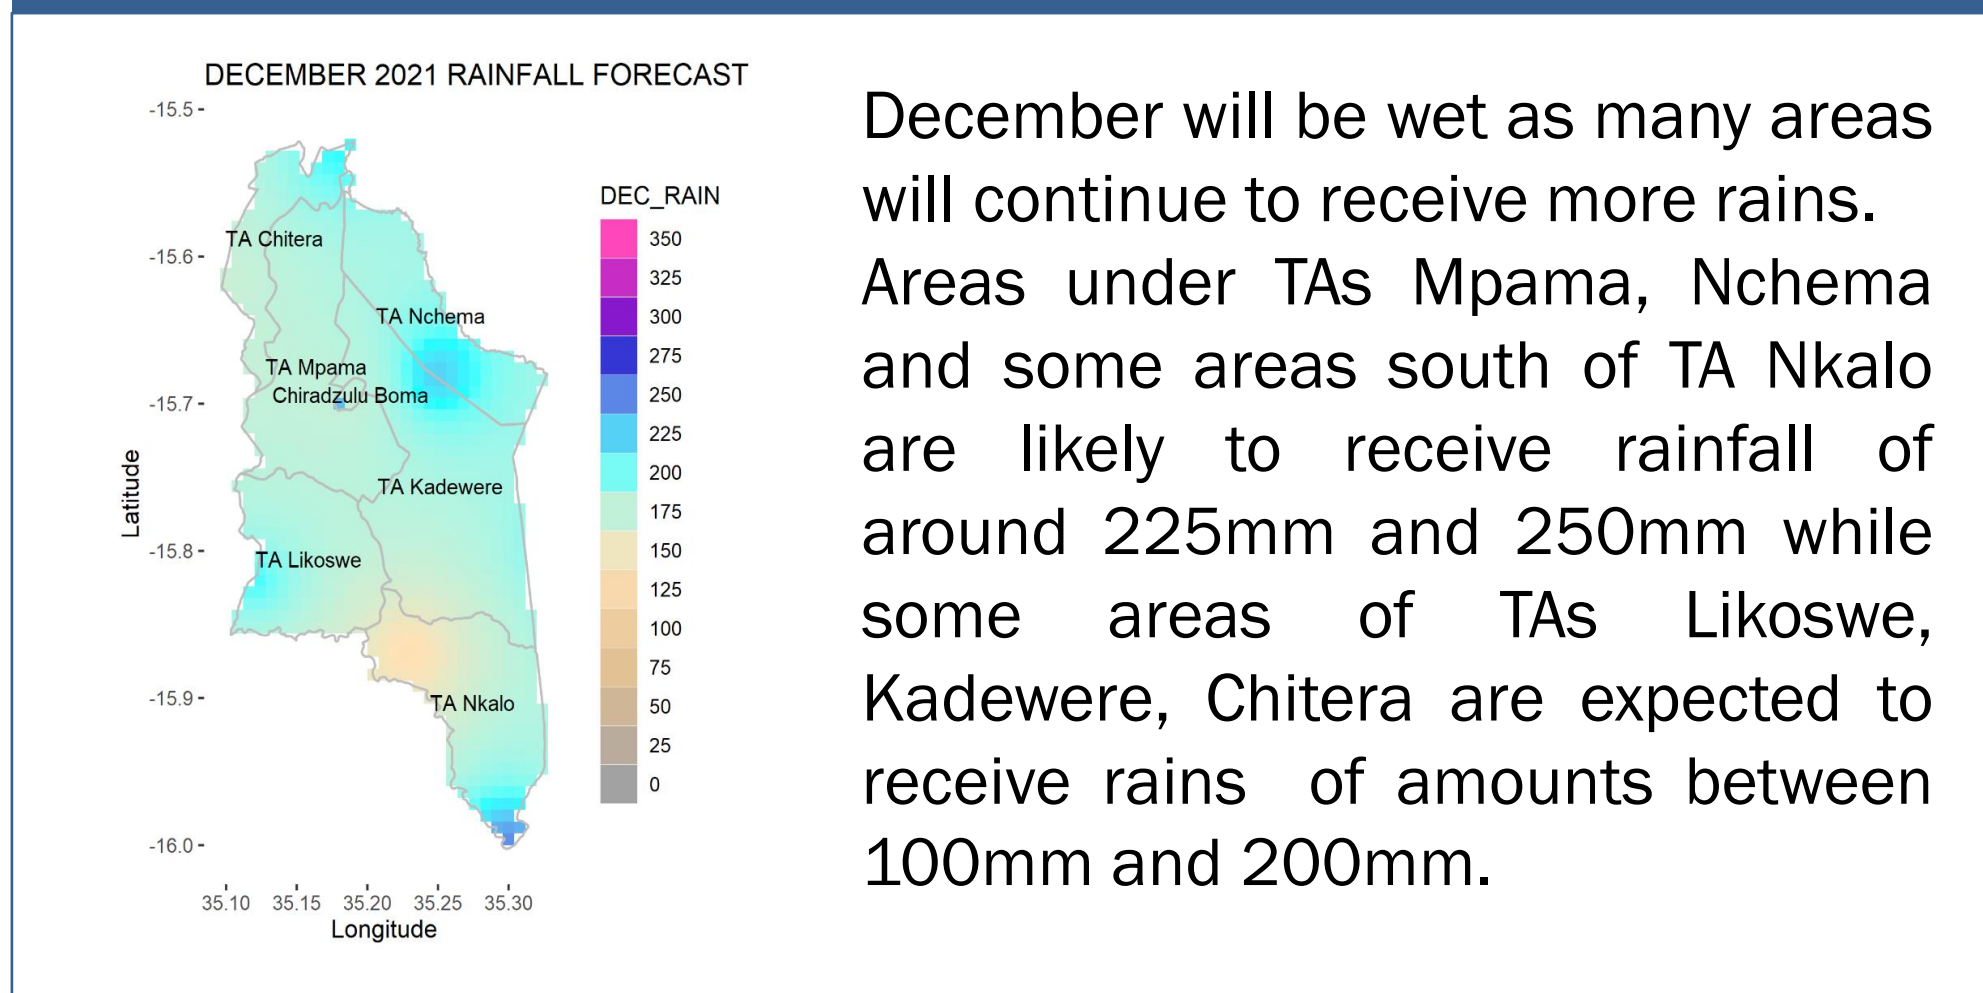 DECEMBER 2021 RAINFALL FORECAST
-15.5
-15.6
-15.7
-15.8
-15.9
-16.0
Latitude
35.10 35.15 35.20 35.25 35.30
Longitude
TA Chitera
TA Nchema
TA Mpama
Chiradzulu Boma
TA Kadewere
TA Likoswe
TA Nkalo
DEC_RAIN
350
325
300
275
250
225
200
175
150
125
100
75
50
25
0
December will be wet as many areas
will continue to receive more rains.
Areas under TAs Mpama, Nchema
and some areas south of TA Nkalo
are likely to receive rainfall of
around 225mm and 250mm while
some areas of TAs Likoswe,
Kadewere, Chitera are expected to
receive rains of amounts between
100mm and 200mm.